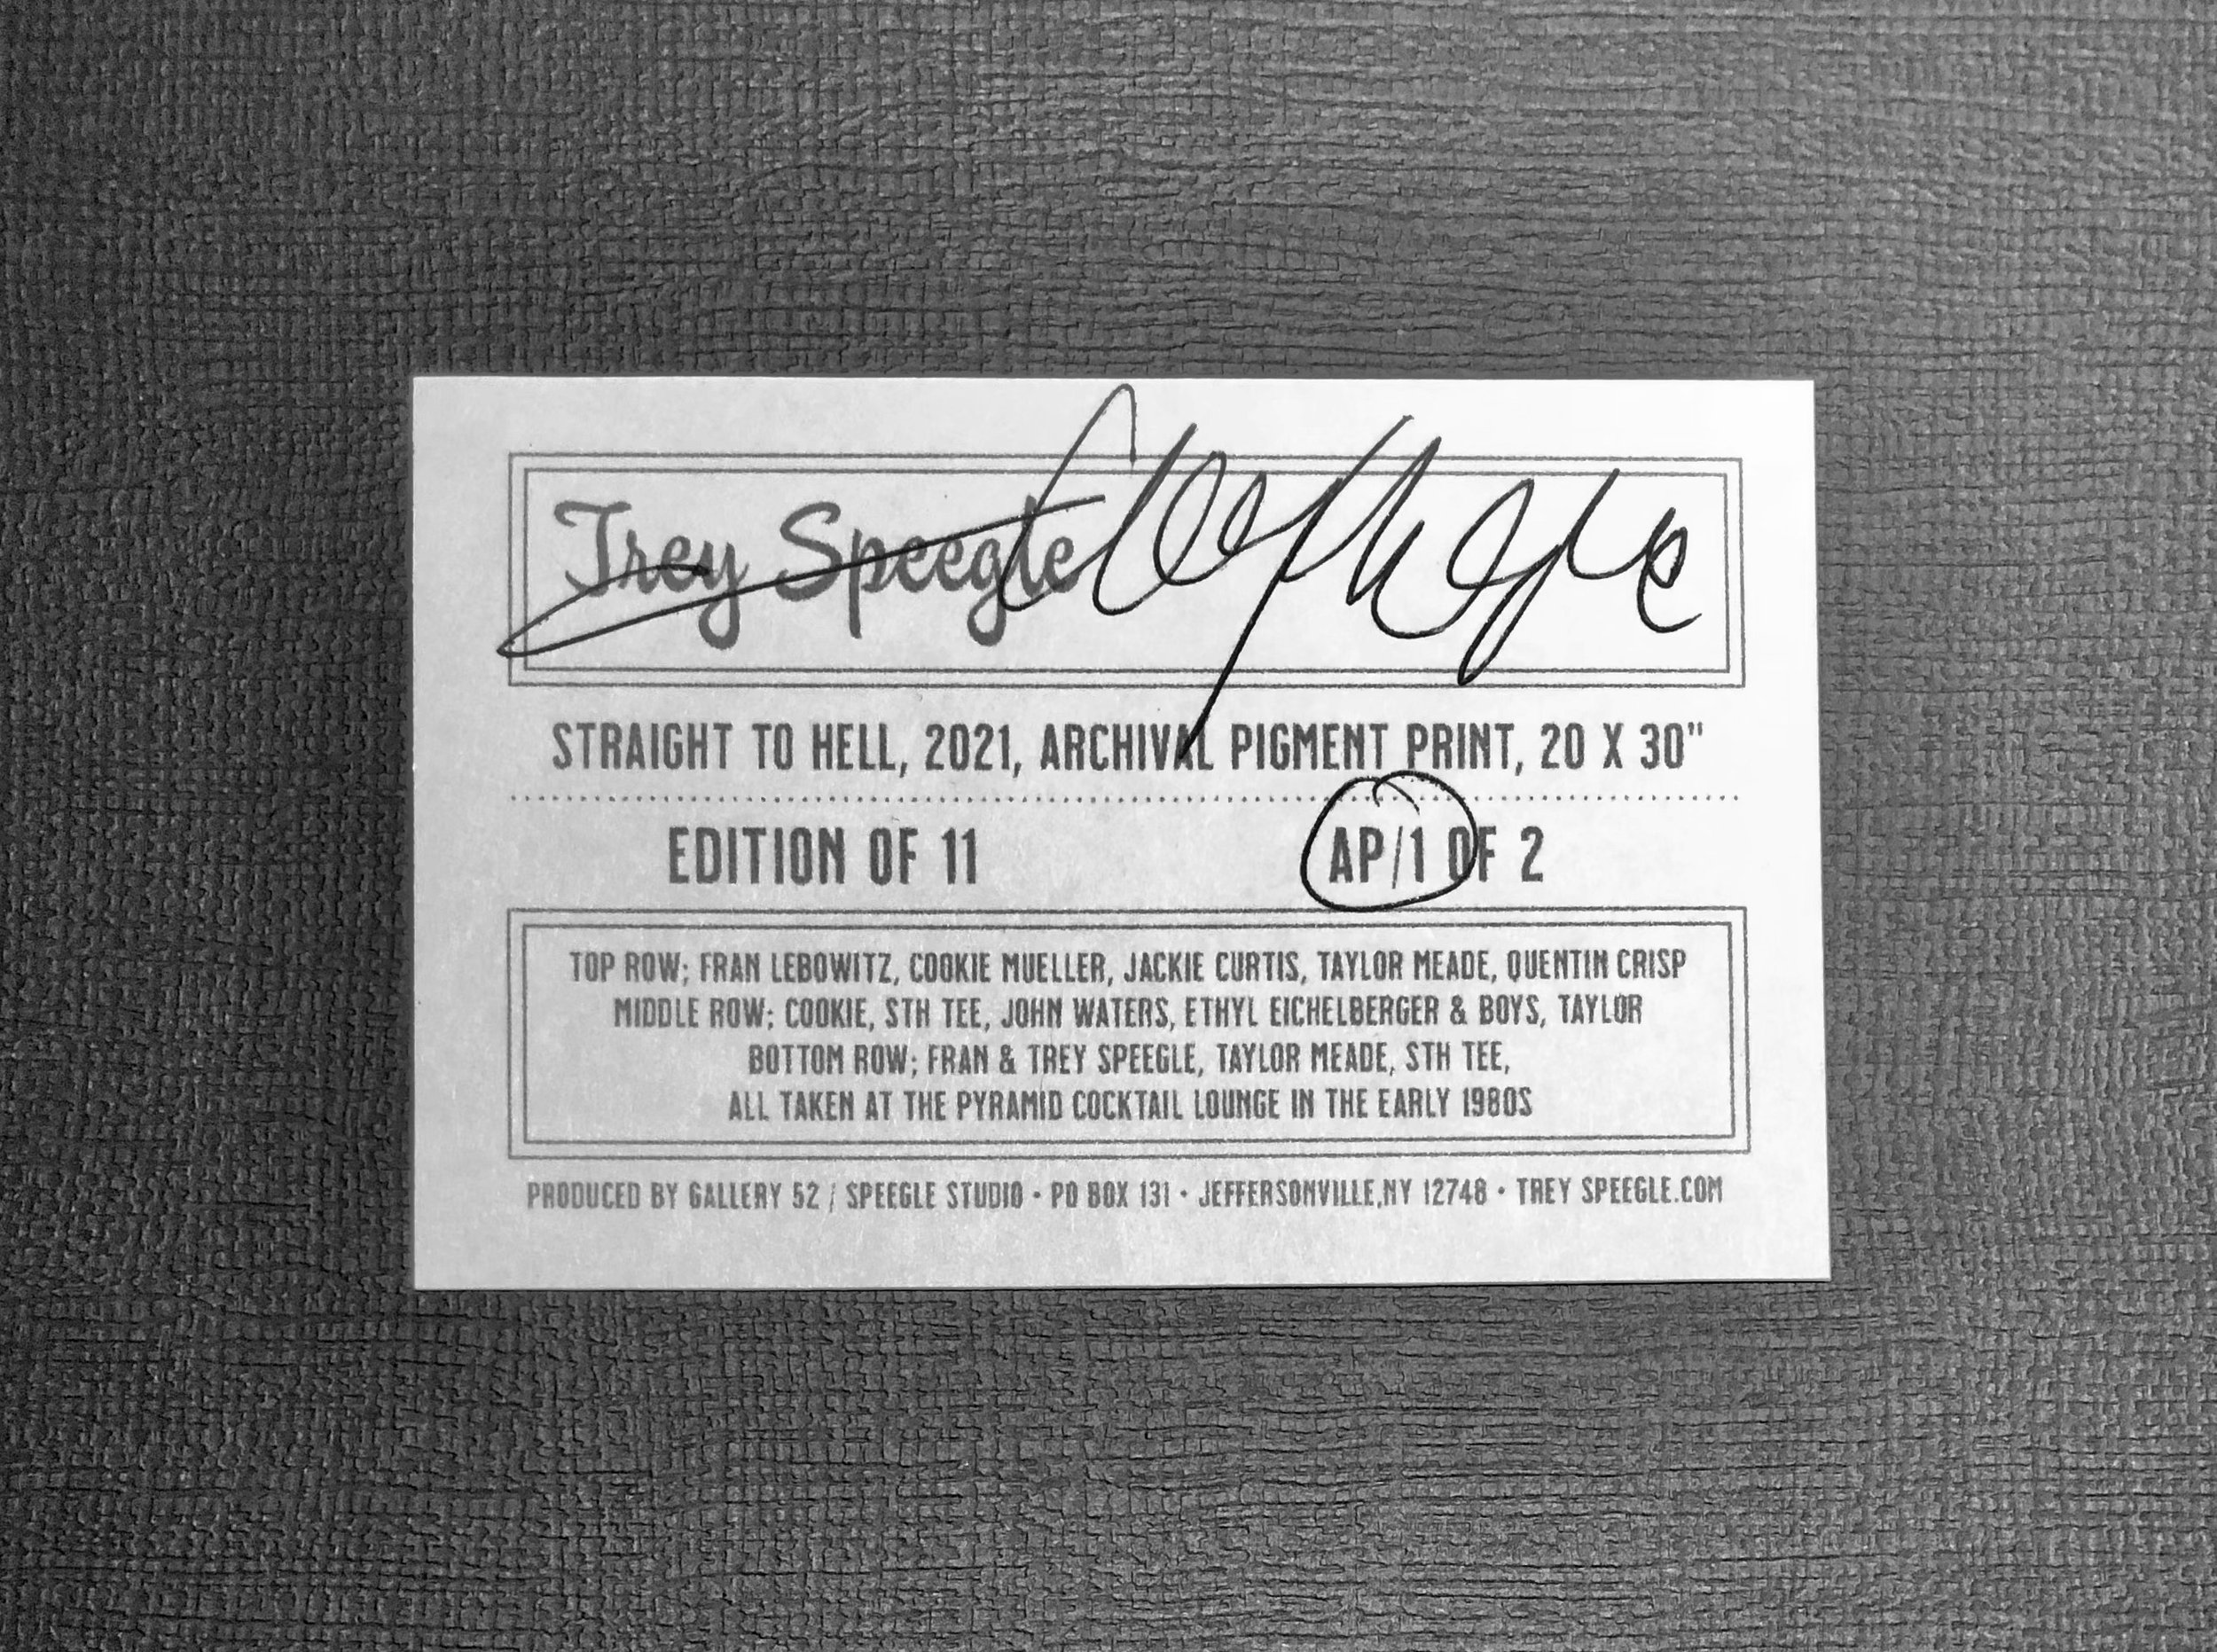 Trey Speegle
STRAIGHT TO HELL, 2021, ARCHIVAL PIGMENT PRINT, 20 X 30"
EDITION OF 11 AP/1 OF 2
TOP ROW; FRAN LEBOWITZ, COOKIE MUELLER, JACKIE CURTIS, TAYLOR MEADE, QUENTIN CRISP
MIDDLE ROW; COOKIE, STH TEE, JOHN WATERS, ETHYL EICHELBERGER & BOYS, TAYLOR
BOTTOM ROW; FRAN & TREY SPEEGLE, TAYLOR MEADE, STH TEE,
ALL TAKEN AT THE PYRAMID COCKTAIL LOUNGE IN THE EARLY 1980S
PRODUCED BY GALLERY 52 / SPEEGLE STUDIO • PO BOX 131 • JEFFERSONVILLE,NY 12748 • TREY SPEEGLE.COM